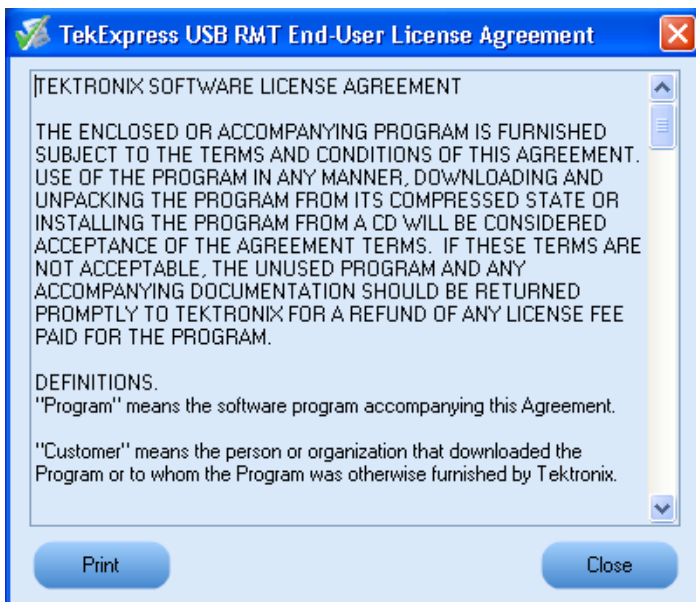 TekExpress USB RMT End-User License Agreement
TEKTRONIX SOFTWARE LICENSE AGREEMENT
THE ENCLOSED OR ACCOMPANYING PROGRAM IS FURNISHED
SUBJECT TO THE TERMS AND CONDITIONS OF THIS AGREEMENT.
USE OF THE PROGRAM IN ANY MANNER, DOWNLOADING AND
UNPACKING THE PROGRAM FROM ITS COMPRESSED STATE OR
INSTALLING THE PROGRAM FROM A CD WILL BE CONSIDERED
ACCEPTANCE OF THE AGREEMENT TERMS.  IF THESE TERMS ARE
NOT ACCEPTABLE, THE UNUSED PROGRAM AND ANY
ACCOMPANYING DOCUMENTATION SHOULD BE RETURNED
PROMPTLY TO TEKTRONIX FOR A REFUND OF ANY LICENSE FEE
PAID FOR THE PROGRAM.
DEFINITIONS.
"Program" means the software program accompanying this Agreement.
"Customer" means the person or organization that downloaded the
Program or to whom the Program was otherwise furnished by Tektronix.
Print
Close